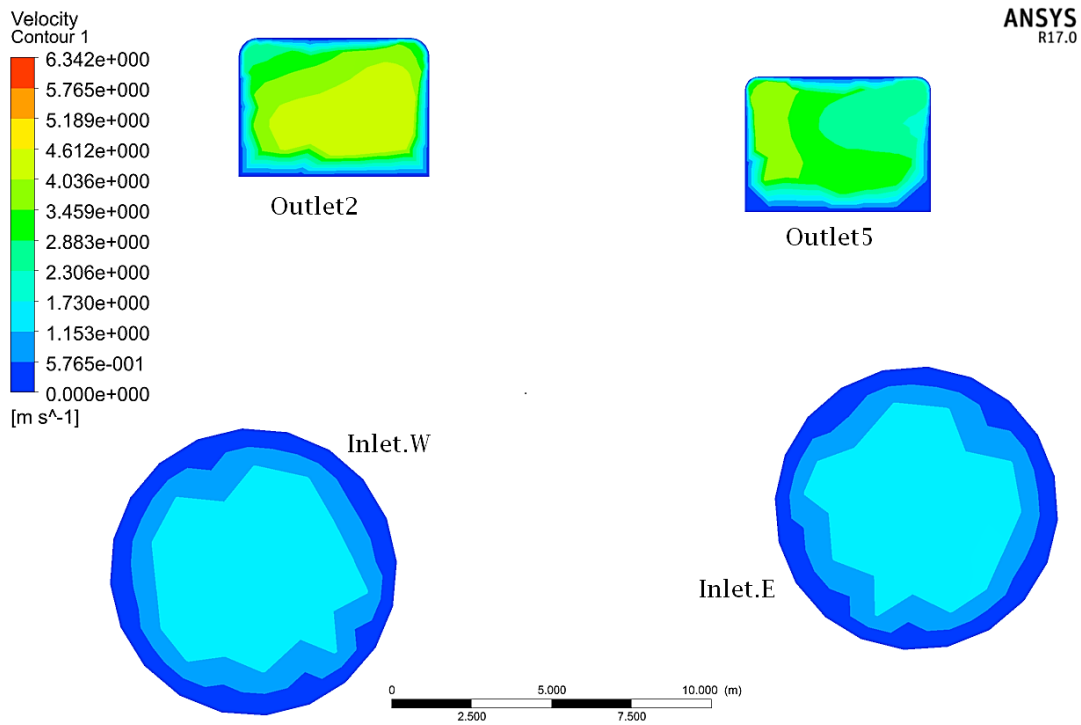 Velocity
Contour 1
ANSYS
R17.0
6.342e+000
5.765e+000
5.189e+000
4.612e+000
4.036e+000
3.459e+000
2.883e+000
2.306e+000
1.730e+000
1.153e+000
5.765e-001
0.000e+000
[m s^-1]
Outlet2
Outlet5
Inlet.W
Inlet.E
0 5.000 10.000 (m)
2.500 7.500